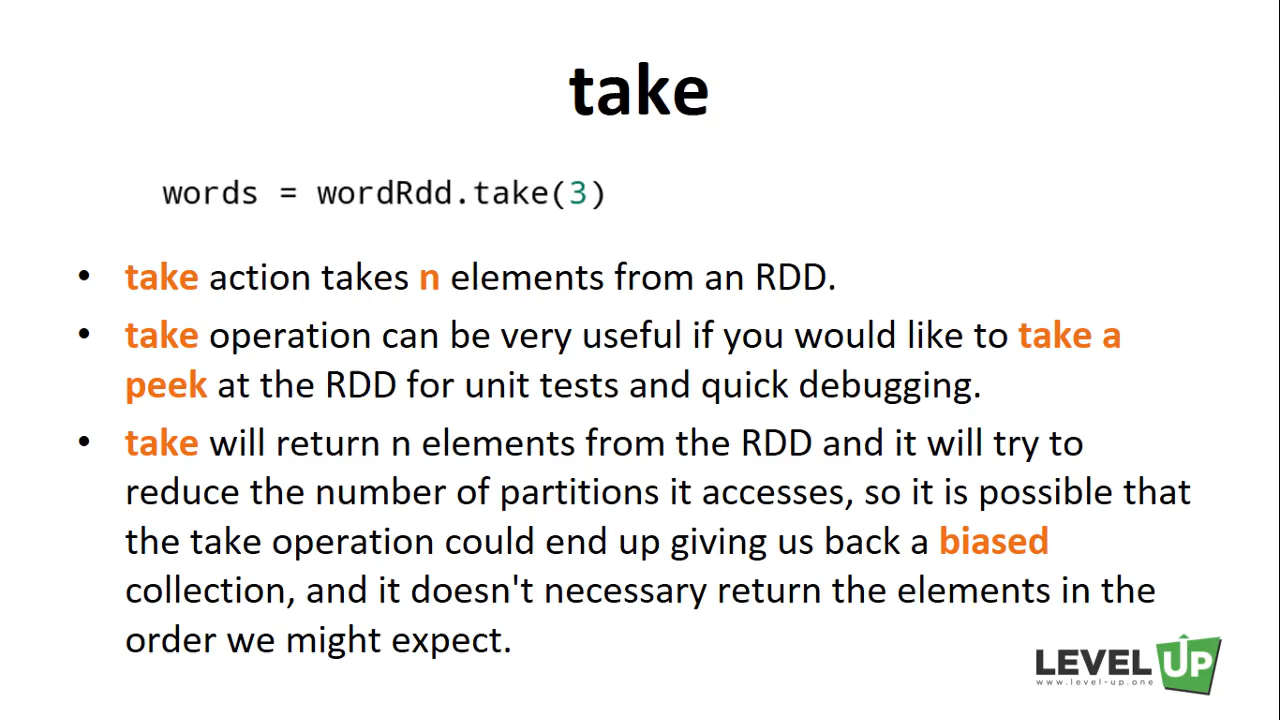 take
words = wordRdd.take(3)
• take action takes n elements from an RDD.
• take operation can be very useful if you would like to take a
peek at the RDD for unit tests and quick debugging.
• take will return n elements from the RDD and it will try to
reduce the number of partitions it accesses, so it is possible that
the take operation could end up giving us back a biased
collection, and it doesn't necessary return the elements in the
order we might expect.
LEVEL UP
www.level-up.one